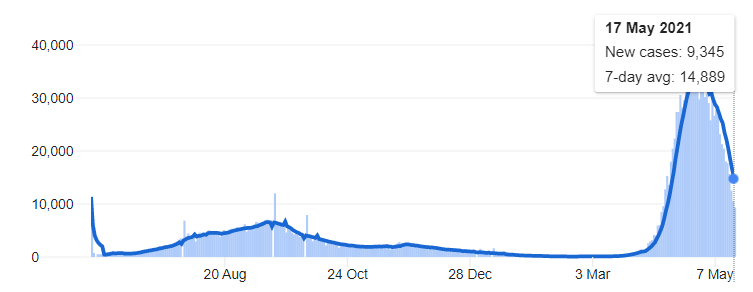 17 May 2021
New cases: 9,345
7-day avg: 14,889
40,000
30,000
20,000
10,000
0
20 Aug
24 Oct
28 Dec
3 Mar
7 May